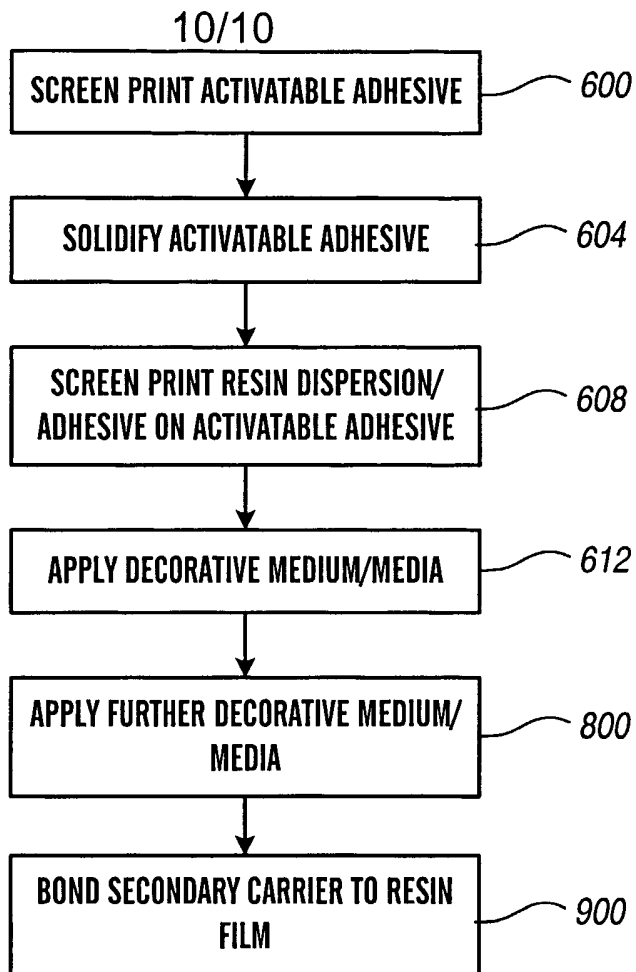 10/10
SCREEN PRINT ACTIVATABLE ADHESIVE
600
SOLIDIFY ACTIVATABLE ADHESIVE
604
SCREEN PRINT RESIN DISPERSION/
ADHESIVE ON ACTIVATABLE ADHESIVE
608
APPLY DECORATIVE MEDIUM/MEDIA
612
APPLY FURTHER DECORATIVE MEDIUM/
MEDIA
800
BOND SECONDARY CARRIER TO RESIN
FILM
900